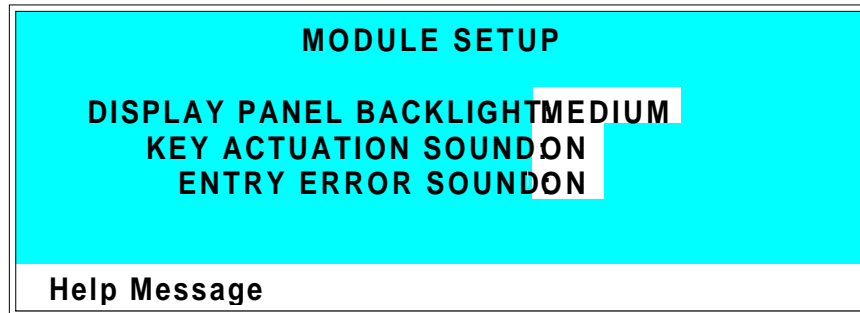 MODULE SETUP
DISPLAY PANEL BACKLIGHT: MEDIUM
KEY ACTUATION SOUND: ON
ENTRY ERROR SOUND: ON
Help Message